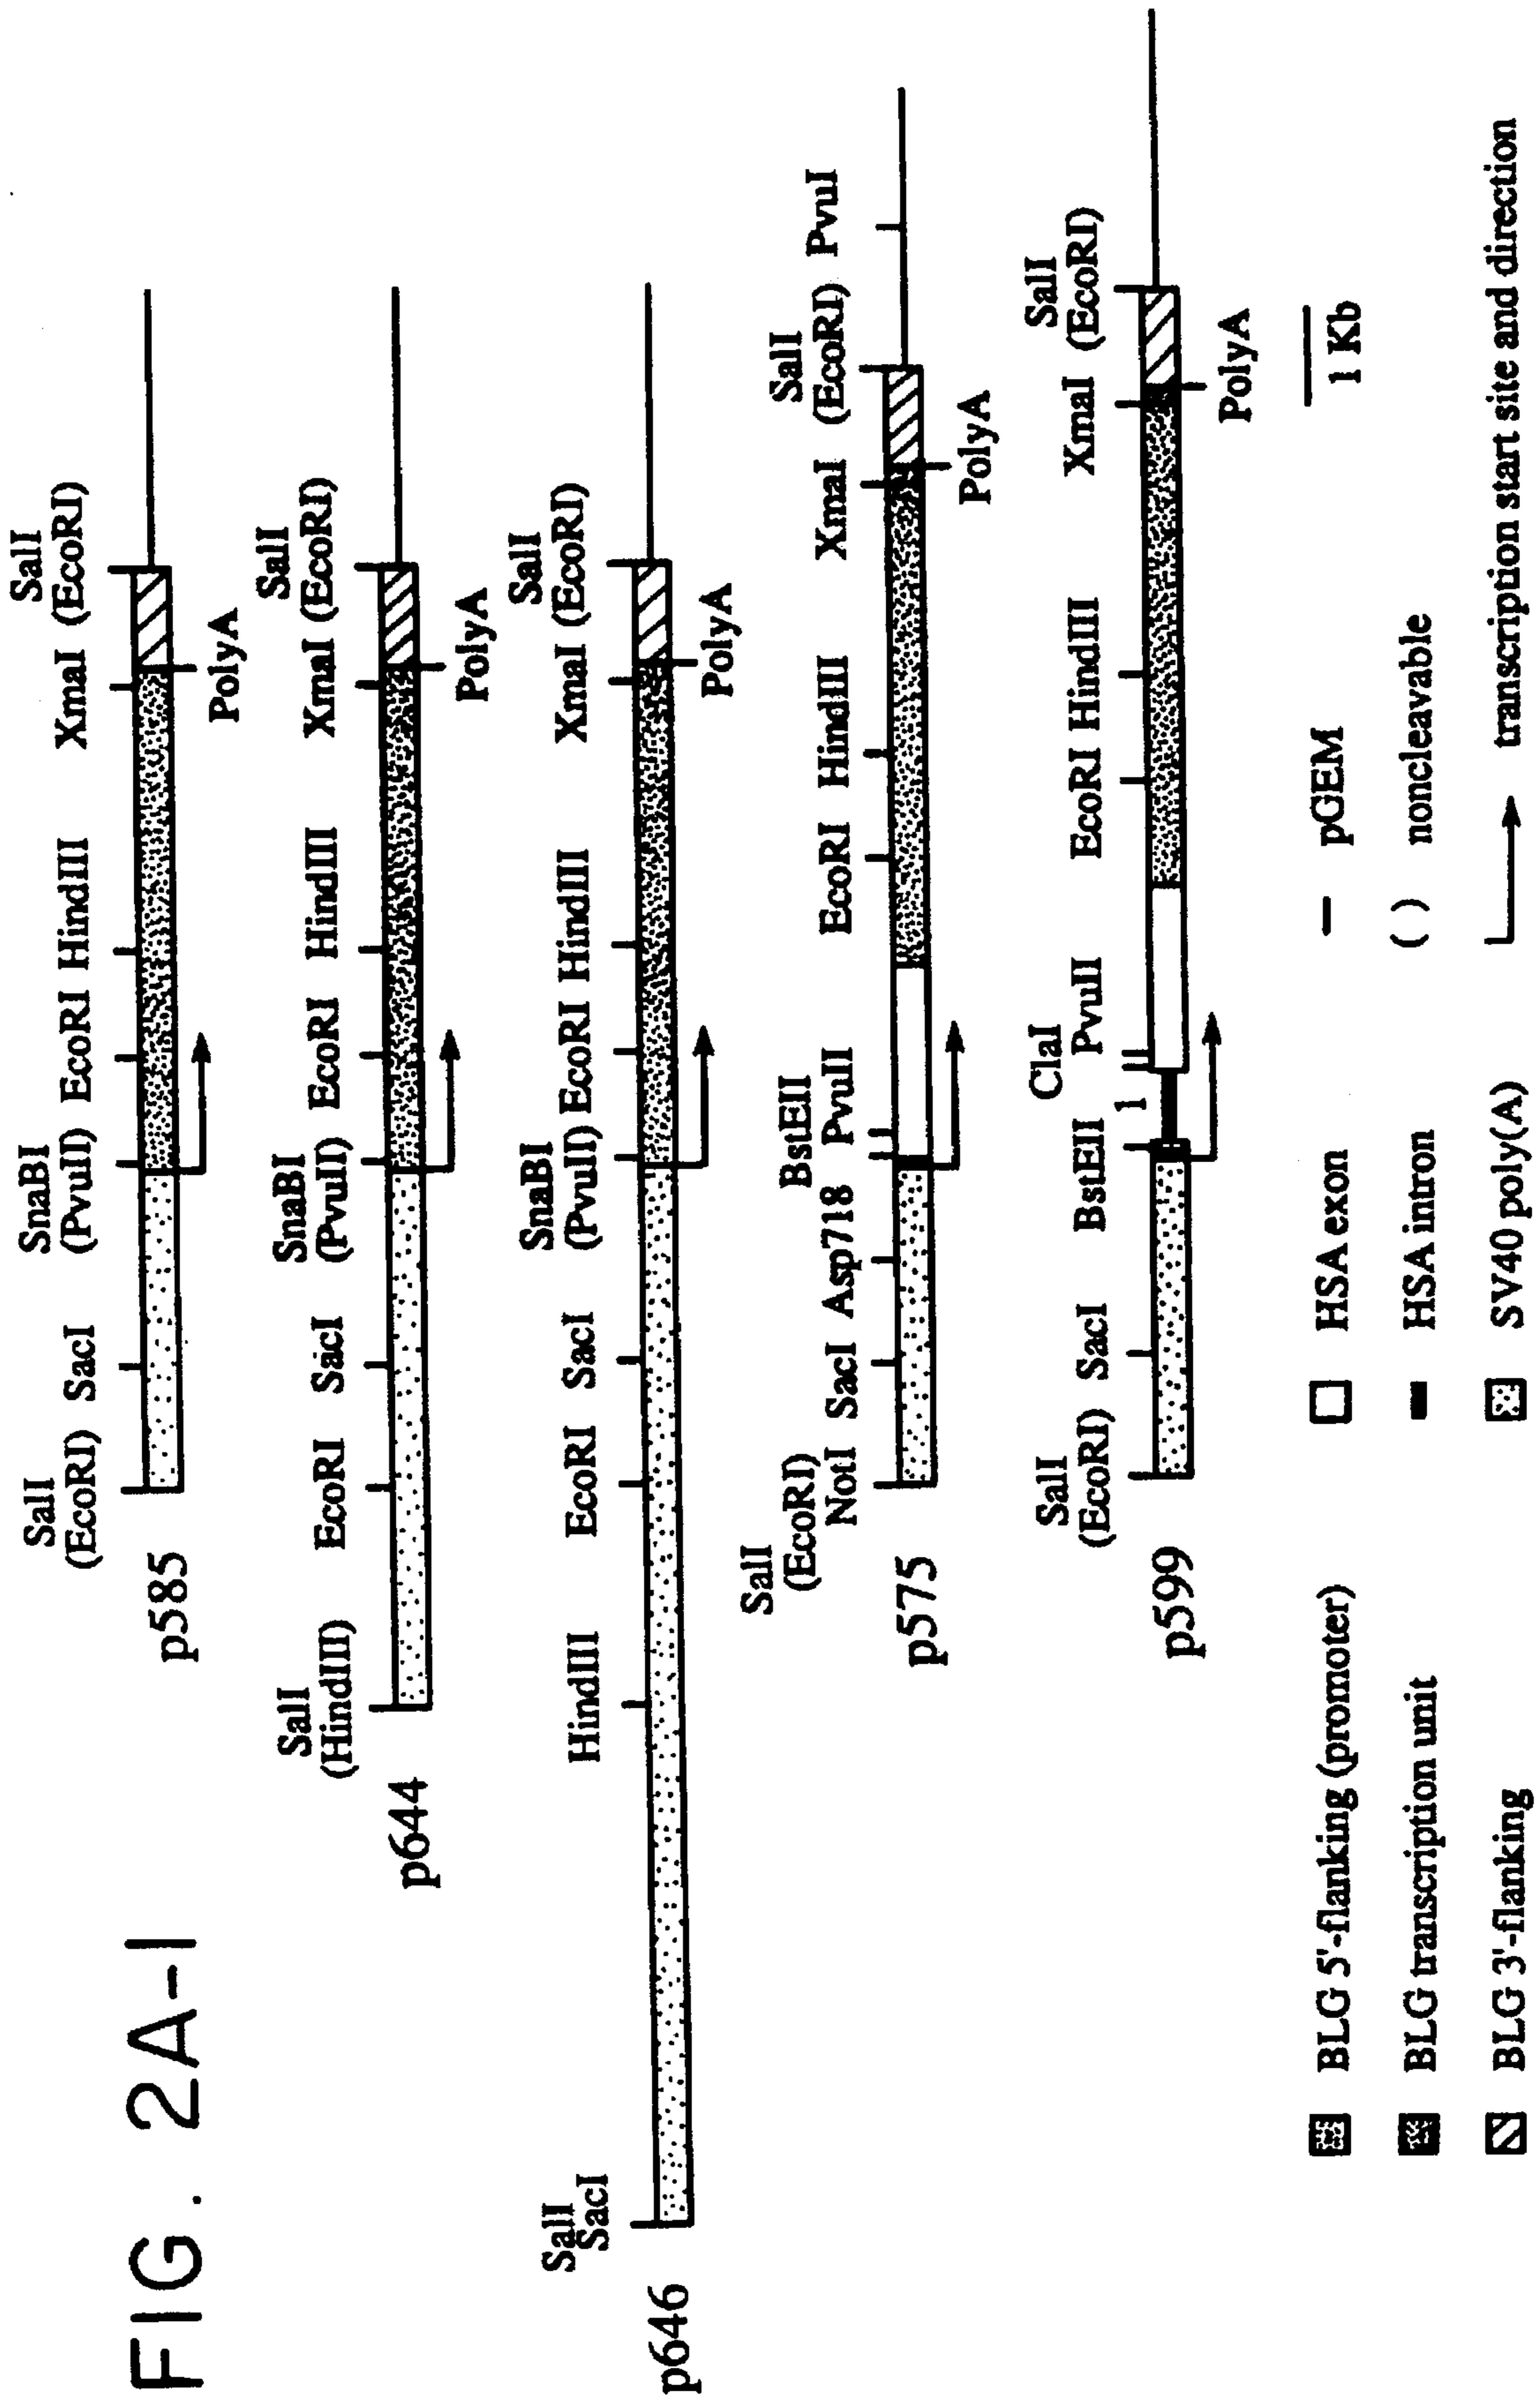 FIG. 2A-1
SalI SnaBI SalI
(EcoRI) SacI (PvuII) EcoRI HindIII XmaI (EcoRI)
p585
PolyA
SalI SnaBI SalI
(HindIII) EcoRI SacI (PvuII) EcoRI HindIII XmaI (EcoRI)
p644
PolyA
SalI SnaBI SalI
SacI HindIII EcoRI SacI (PvuII) EcoRI HindIII XmaI (EcoRI)
p646
PolyA
SalI
(EcoRI) BstEII SalI
NotI SacI Asp718 PvuII EcoRI HindIII XmaI (EcoRI) PvuI
p575
PolyA
SalI ClaI SalI
(EcoRI) SacI BstEII PvuII EcoRI HindIII XmaI (EcoRI)
1
p599
PolyA
BLG 5'-flanking (promoter) HSA exon pGEM 1 Kb
BLG transcription unit HSA intron ( ) noncleavable
BLG 3'-flanking SV40 poly(A) transcription start site and direction